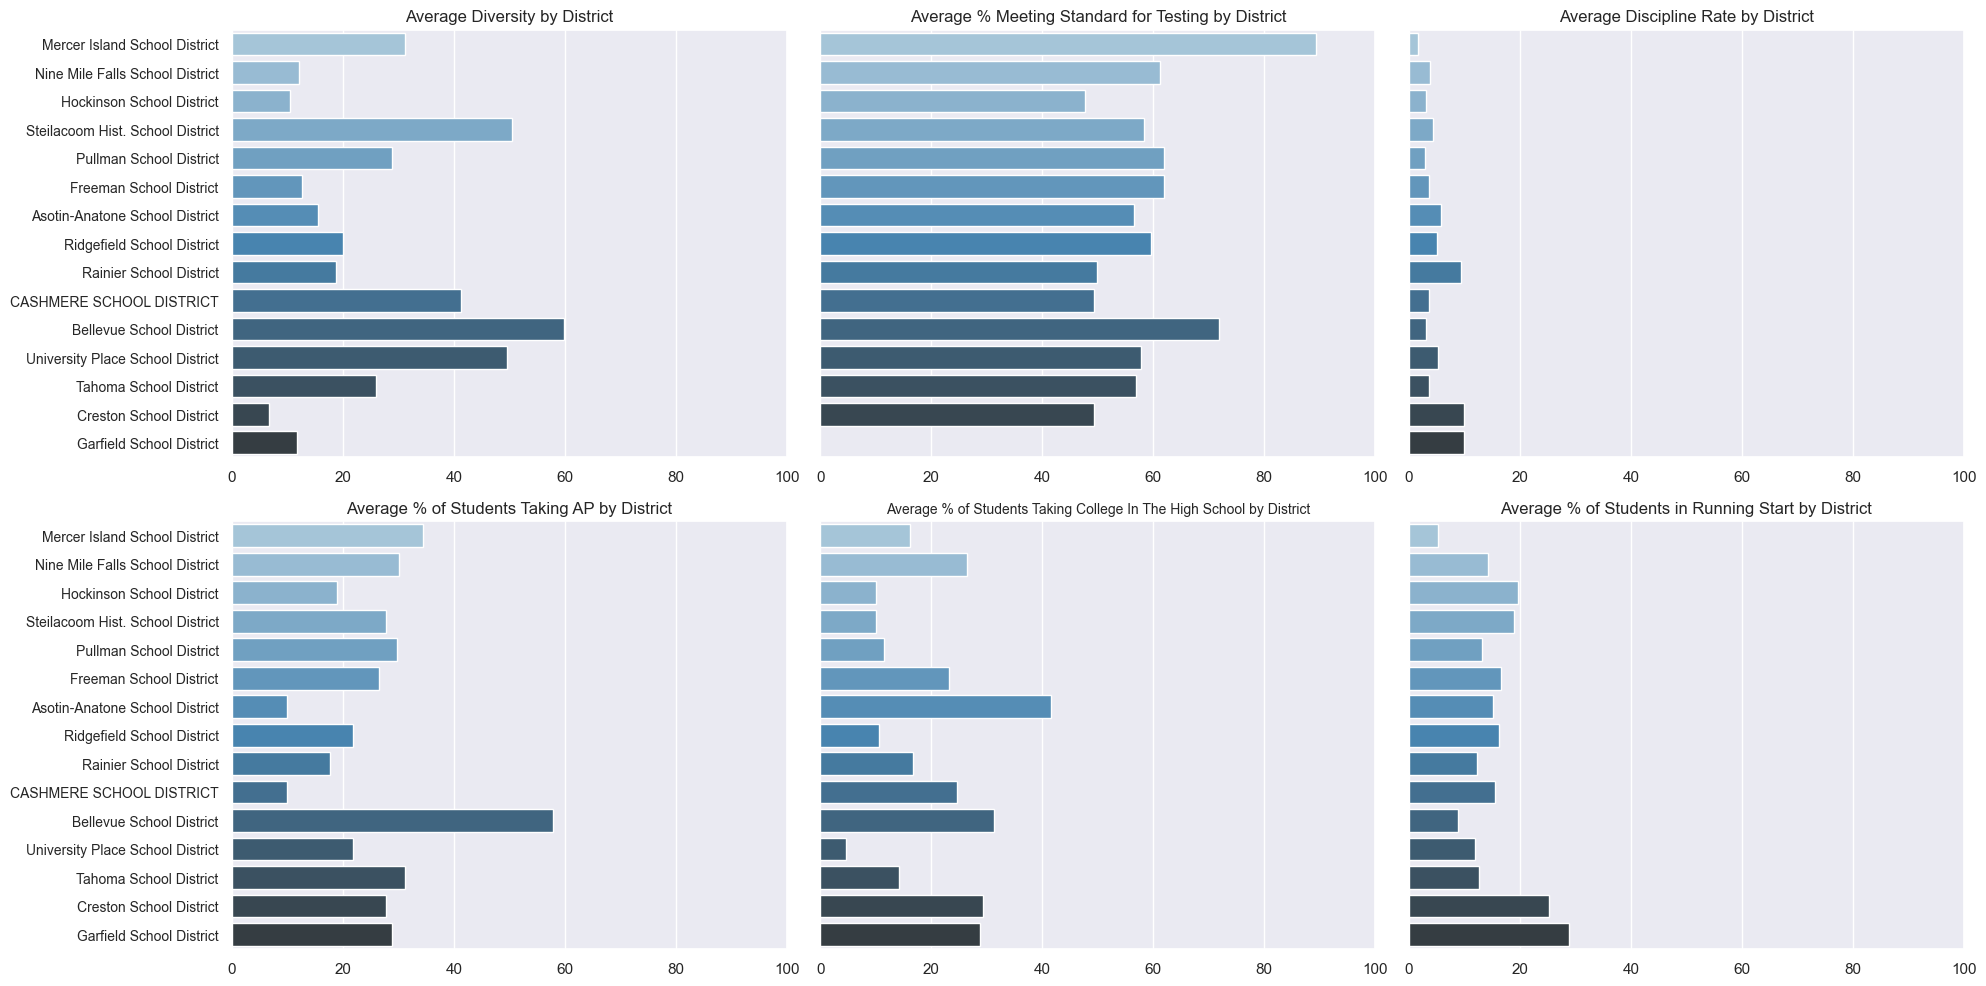 Average Diversity by District
Average % Meeting Standard for Testing by District
Average Discipline Rate by District
Mercer Island School District
Nine Mile Falls School District
Hockinson School District
Steilacoom Hist. School District
Pullman School District
Freeman School District
Asotin-Anatone School District
Ridgefield School District
Rainier School District
CASHMERE SCHOOL DISTRICT
Bellevue School District
University Place School District
Tahoma School District
Creston School District
Garfield School District
0 20 40 60 80 100
0 20 40 60 80 100
0 20 40 60 80 100
Average % of Students Taking AP by District
Average % of Students Taking College In The High School by District
Average % of Students in Running Start by District
Mercer Island School District
Nine Mile Falls School District
Hockinson School District
Steilacoom Hist. School District
Pullman School District
Freeman School District
Asotin-Anatone School District
Ridgefield School District
Rainier School District
CASHMERE SCHOOL DISTRICT
Bellevue School District
University Place School District
Tahoma School District
Creston School District
Garfield School District
0 20 40 60 80 100
0 20 40 60 80 100
0 20 40 60 80 100